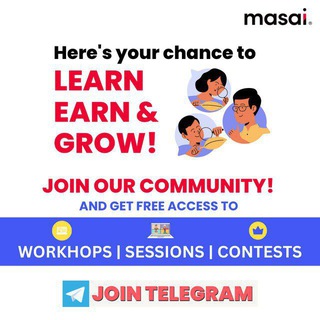 masai.
Here's your chance to
LEARN
EARN &
GROW!
JOIN OUR COMMUNITY!
AND GET FREE ACCESS TO
WORKHOPS | SESSIONS | CONTESTS
JOIN TELEGRAM